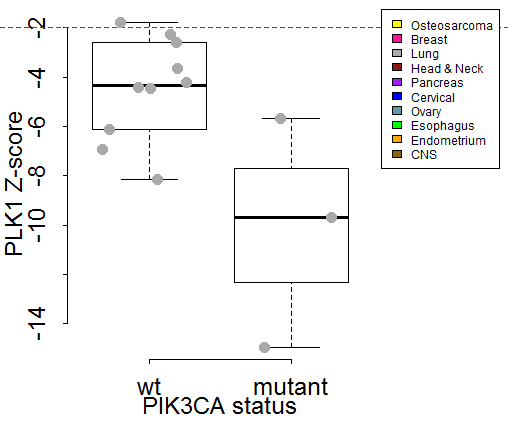 -2
-4
-6
-8
-10
-14
PLK1 Z-score
wt
mutant
PIK3CA status
Osteosarcoma
Breast
Lung
Head & Neck
Pancreas
Cervical
Ovary
Esophagus
Endometrium
CNS